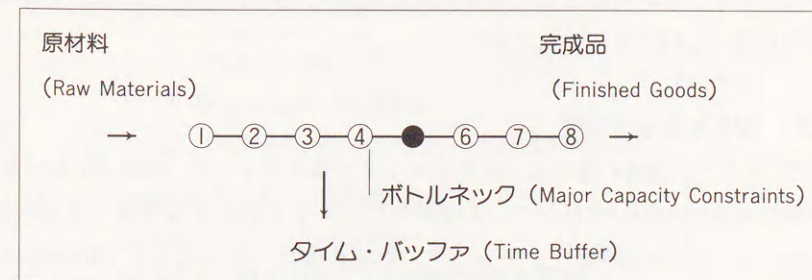 原材料
(Raw Materials)
完成品
(Finished Goods)
→ ①—②—③—④—●—⑥—⑦—⑧ →
ボトルネック (Major Capacity Constraints)
タイム・バッファ (Time Buffer)